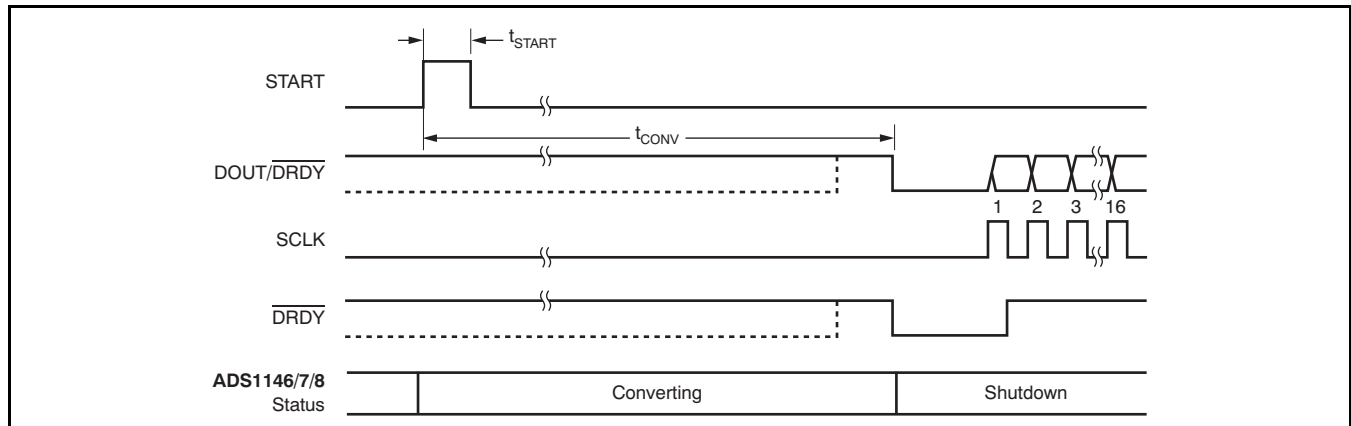 tSTART
START
tCONV
DOUT/DRDY
1 2 3 16
SCLK
DRDY
ADS1146/7/8
Status
Converting
Shutdown